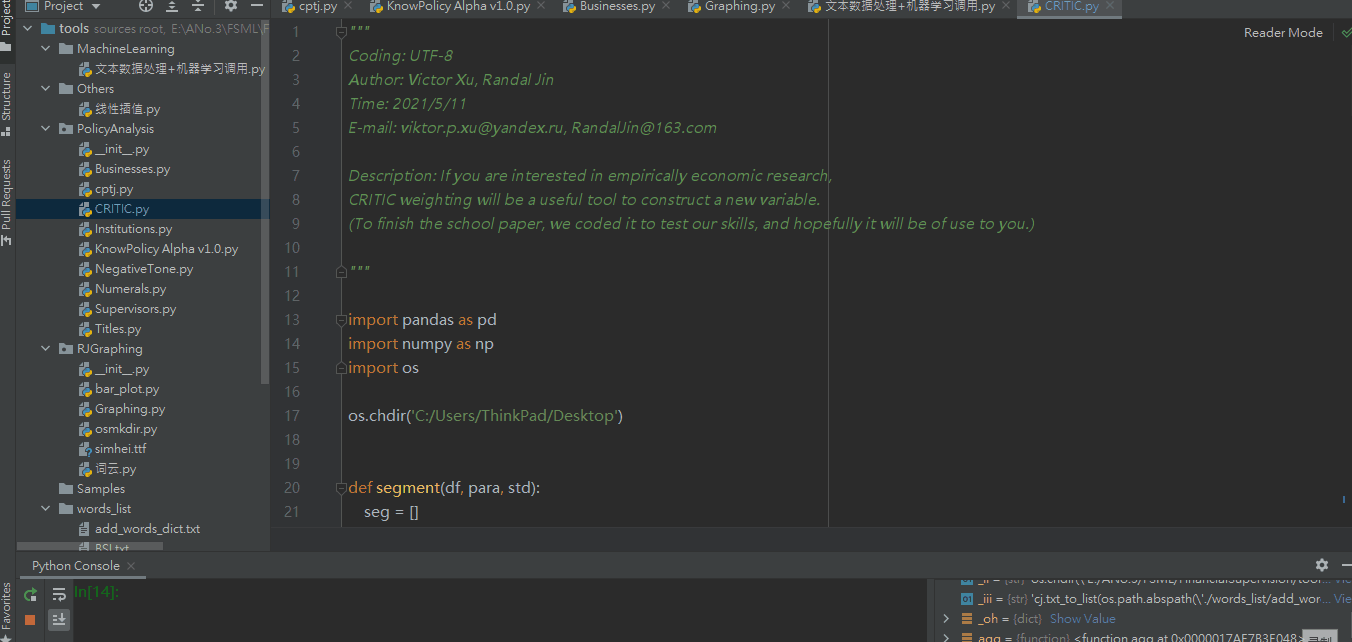 Project
cptj.py
KnowPolicy Alpha v1.0.py
Businesses.py
Graphing.py
文本数据处理+机器学习调用.py
CRITIC.py
Project
Structure
Pull Requests
Favorites
tools sources root, E:\ANo.3\FSML\F
MachineLearning
文本数据处理+机器学习调用.py
Others
线性插值.py
PolicyAnalysis
__init__.py
Businesses.py
cptj.py
CRITIC.py
Institutions.py
KnowPolicy Alpha v1.0.py
NegativeTone.py
Numerals.py
Supervisors.py
Titles.py
RJGraphing
__init__.py
bar_plot.py
Graphing.py
osmkdir.py
simhei.ttf
词云.py
Samples
words_list
add_words_dict.txt
BSI.txt
Reader Mode
1 """
2 Coding: UTF-8
3 Author: Victor Xu, Randal Jin
4 Time: 2021/5/11
5 E-mail: viktor.p.xu@yandex.ru, RandalJin@163.com
6
7 Description: If you are interested in empirically economic research,
8 CRITIC weighting will be a useful tool to construct a new variable.
9 (To finish the school paper, we coded it to test our skills, and hopefully it will be of use to you.)
10
11 """
12
13 import pandas as pd
14 import numpy as np
15 import os
16
17 os.chdir('C:/Users/ThinkPad/Desktop')
18
19
20 def segment(df, para, std):
21 seg = []
Python Console
In[14]:
_iii = {str} 'cj.txt_to_list(os.path.abspath(\'./words_list/add_wor... Vie
_oh = {dict} Show Value
agg = {function} <function agg at 0x0000017AE7B3E048>